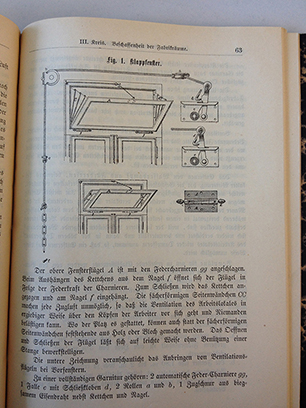 III. Kreis. Beschaffenheit der Fabrikräume. 63
Fig. 1. Klappfenster.
Der obere Fensterflügel A ist mit den Federcharnieren gg angeschlagen.
Beim Aushängen des Kettchens aus dem Nagel f öffnet sich der Flügel in
Folge der Federkraft der Charnieren. Zum Schließen wird das Kettchen an-
gezogen und am Nagel f eingehängt. Die fächerförmigen Seitenwändchen CC
wehren jede Zugluft unmöglich, so daß die Ventilation des Arbeitslokales in
ergiebiger Weise über den Köpfen der Arbeiter vor sich geht und Niemanden
belästigen kann. Wo der Platz es gestattet, können auch statt der fächerförmigen
Seitenwändchen feststehende aus Holz oder Blech gemacht werden. Das Oeffnen
und Schließen der Flügel läßt sich auf leichte Weise ohne Benützung einer
Stange bewerkstelligen.
Die untere Zeichnung veranschaulicht das Anbringen von Ventilations-
flügeln bei Vorfenstern.
Zu einer vollständigen Garnitur gehören: 2 automatische Feder-Charniere gg,
1 Falle c mit Schließkloben d, 2 Rollen a und b, 1 Zugschnur aus bieg-
samem Eisendraht nebst Kettchen und Nagel.